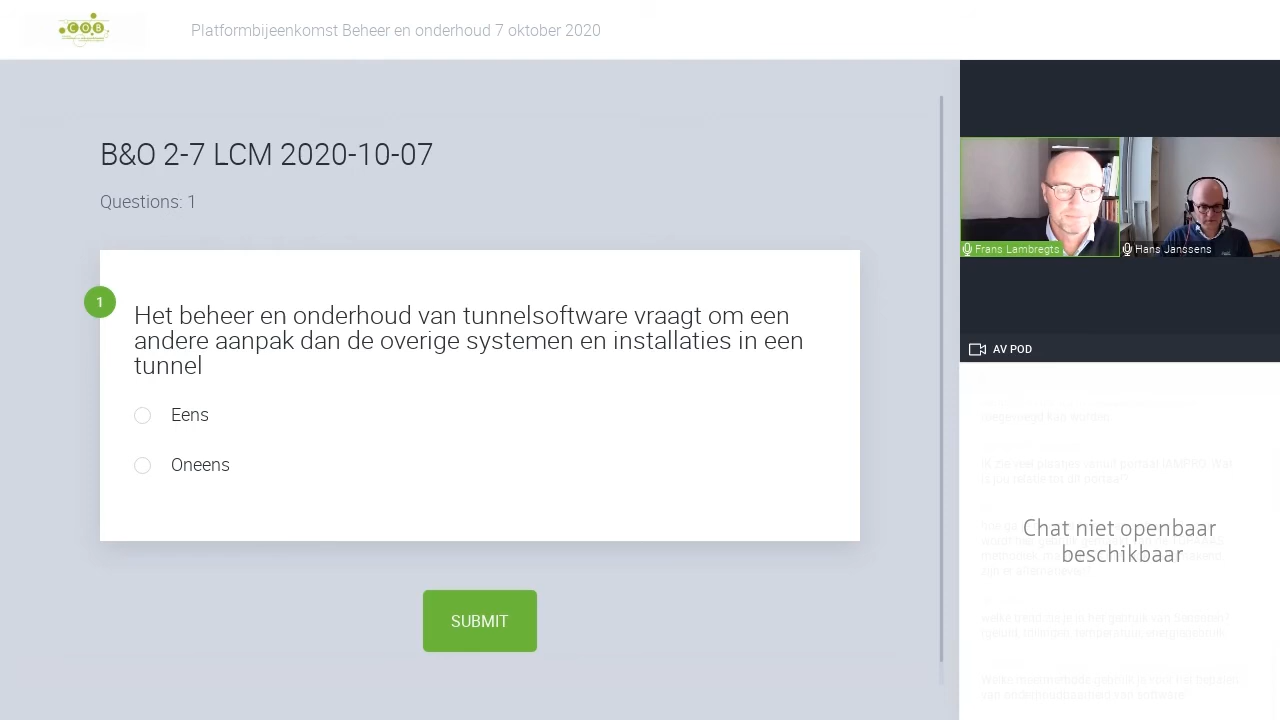 COB
Platformbijeenkomst Beheer en onderhoud 7 oktober 2020
B&O 2-7 LCM 2020-10-07
Questions: 1
1
Het beheer en onderhoud van tunnelsoftware vraagt om een
andere aanpak dan de overige systemen en installaties in een
tunnel
Eens
Oneens
SUBMIT
Frans Lambregts
Hans Janssens
AV POD
Chat niet openbaar
beschikbaar